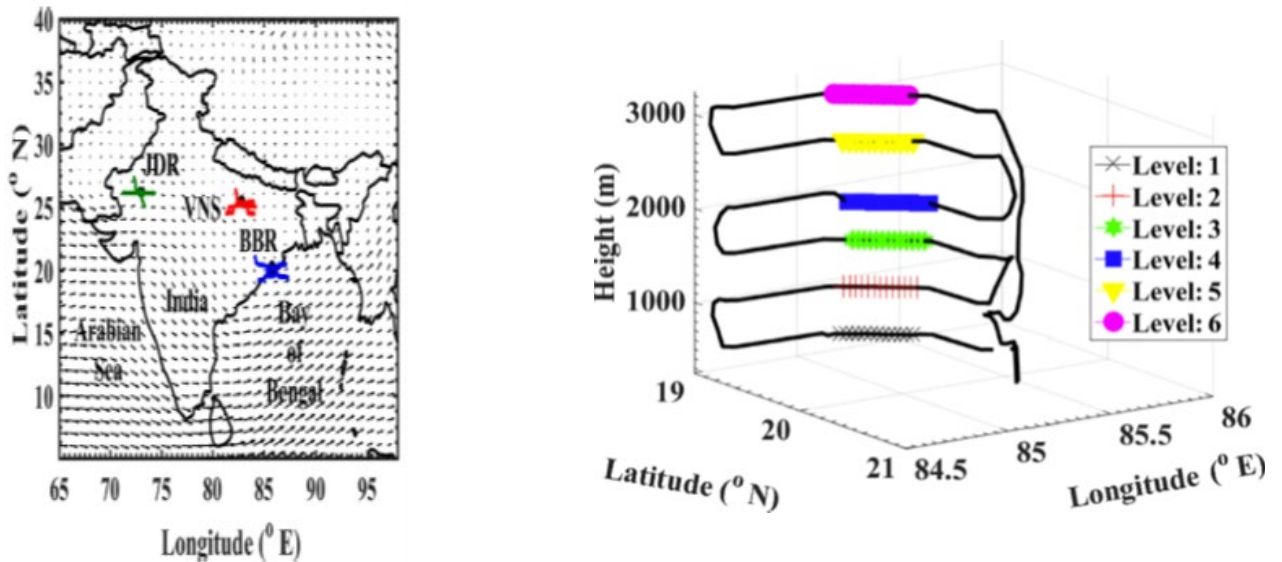 40
35
30
25
20
15
10
65 70 75 80 85 90 95
Latitude (° N)
Longitude (° E)
JDR
VNS
BBR
India
Arabian
Sea
Bay
of
Bengal
3000
2000
1000
Height (m)
19
20
21
84.5
85
85.5
86
Latitude (° N)
Longitude (° E)
Level: 1
Level: 2
Level: 3
Level: 4
Level: 5
Level: 6